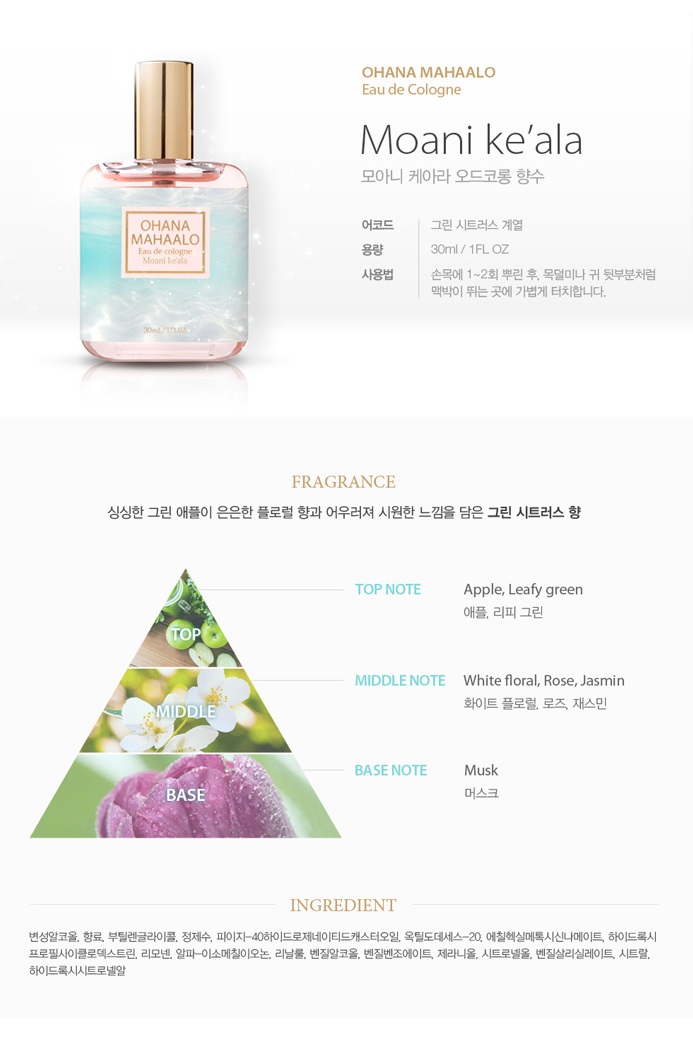 OHANA MAHAALO
Eau de Cologne
Moani ke’ala
모아니 케아라 오드코롱 향수
어코드 그린 시트러스 계열
용량 30ml / 1FL OZ
사용법 손목에 1~2회 뿌린 후, 목덜미나 귀 뒷부분처럼
맥박이 뛰는 곳에 가볍게 터치합니다.
OHANA
MAHAALO
Eau de cologne
Moani ke'ala
30ml / 1FL OZ
FRAGRANCE
싱싱한 그린 애플이 은은한 플로럴 향과 어우러져 시원한 느낌을 담은 그린 시트러스 향
TOP
TOP NOTE Apple, Leafy green
애플, 리피 그린
MIDDLE
MIDDLE NOTE White floral, Rose, Jasmin
화이트 플로럴, 로즈, 재스민
BASE
BASE NOTE Musk
머스크
INGREDIENT
변성알코올, 향료, 부틸렌글라이콜, 정제수, 피이지-40하이드로제네이티드캐스터오일, 옥틸도데세스-20, 에칠헥실메톡시신나메이트, 하이드록시
프로필사이클로덱스트린, 리모넨, 알파-이소메칠이오논, 리날룰, 벤질알코올, 벤질벤조에이트, 제라니올, 시트로넬올, 벤질살리실레이트, 시트랄,
하이드록시시트로넬알